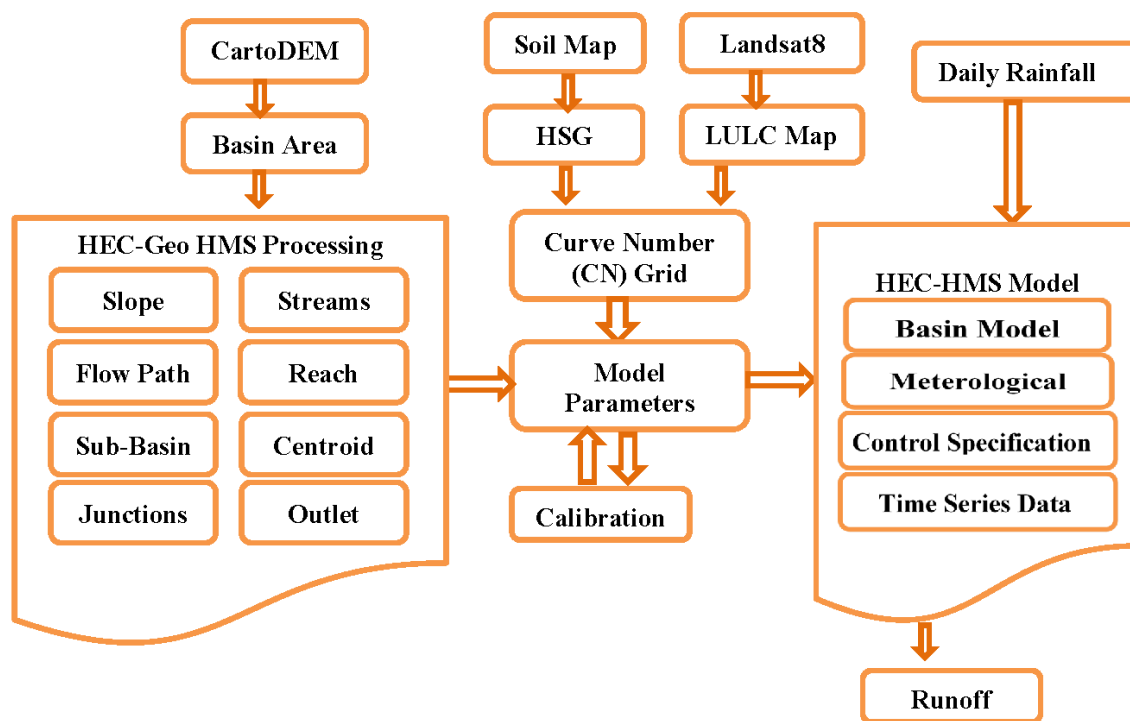 CartoDEM
Soil Map
Landsat8
Daily Rainfall
Basin Area
HSG
LULC Map
HEC-Geo HMS Processing
Slope
Streams
Flow Path
Reach
Sub-Basin
Centroid
Junctions
Outlet
Curve Number
(CN) Grid
Model
Parameters
Calibration
HEC-HMS Model
Basin Model
Meterological
Control Specification
Time Series Data
Runoff